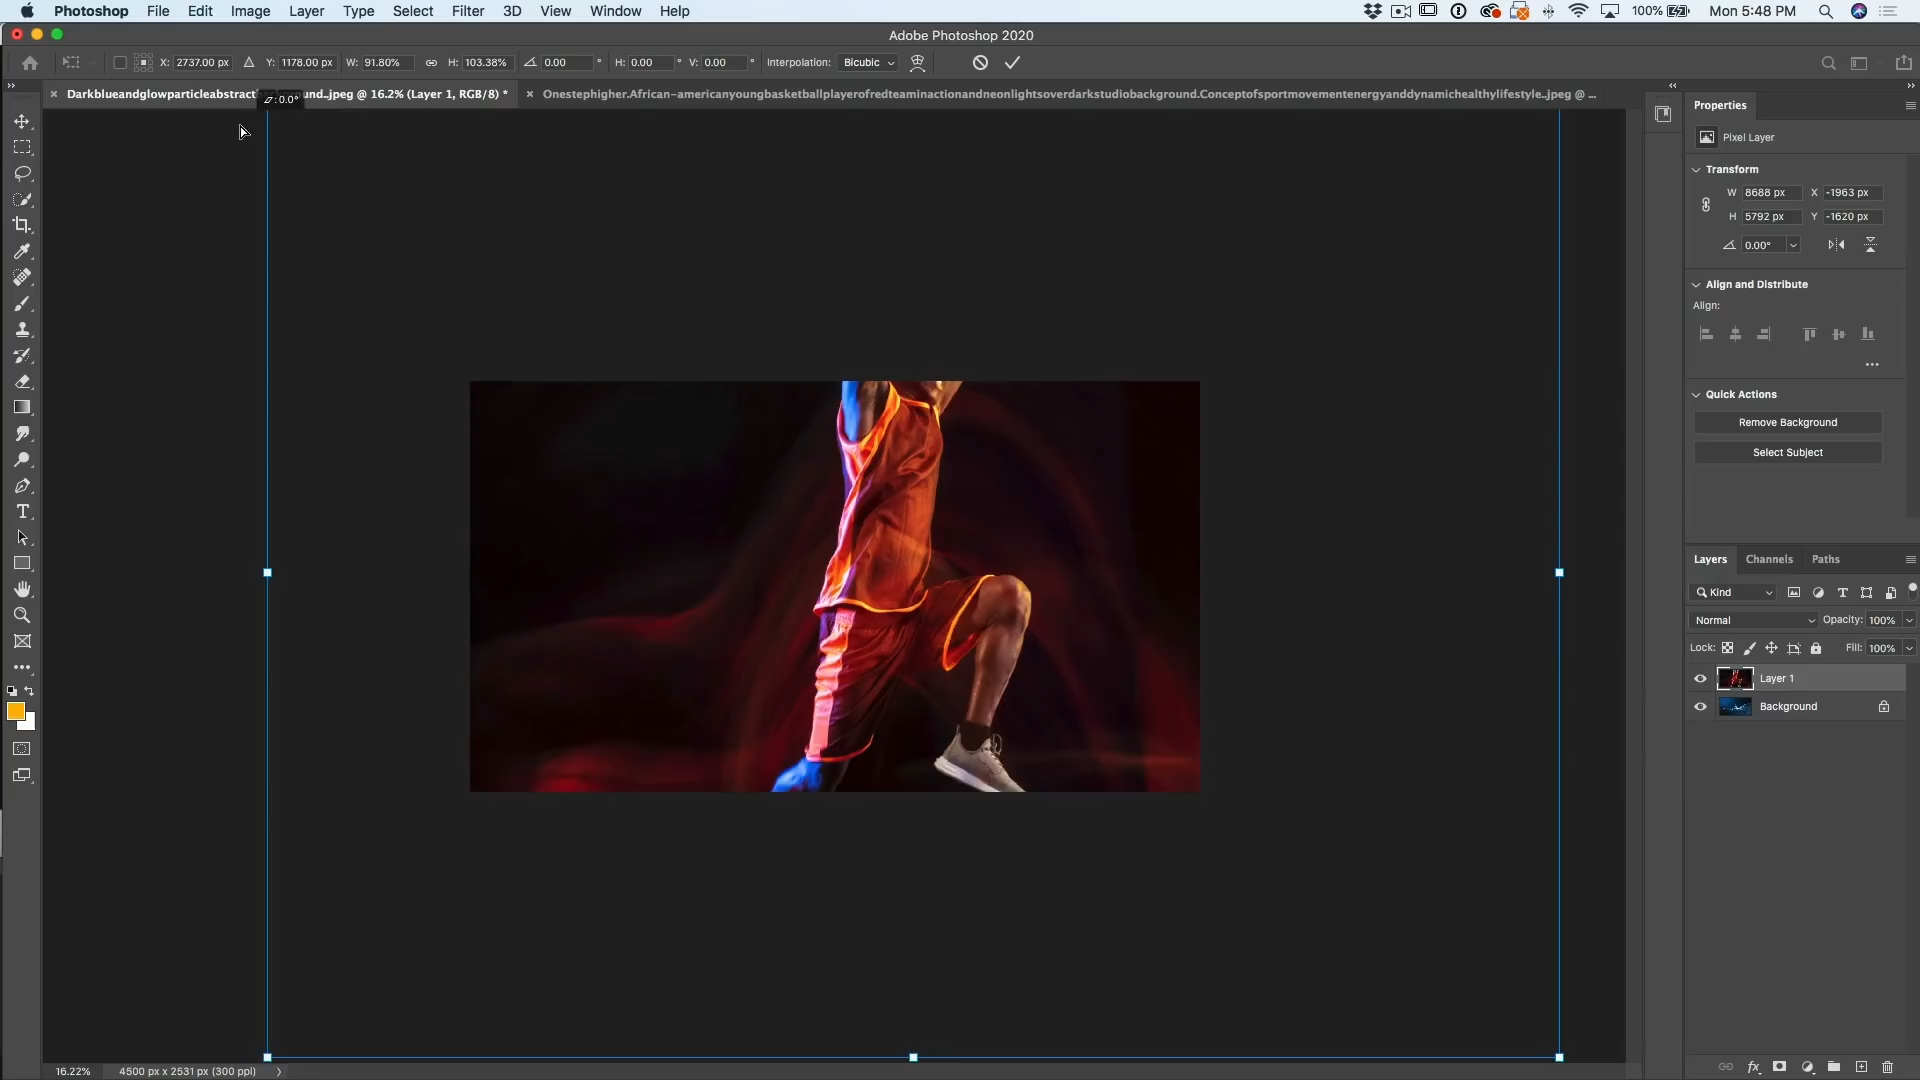 Photoshop File Edit Image Layer Type Select Filter 3D View Window Help 100% Mon 5:48 PM
Adobe Photoshop 2020
X: 2737.00 px Y: 1178.00 px W: 91.80% H: 103.38% 0.00 ° H: 0.00 ° V: 0.00 ° Interpolation: Bicubic
Darkblueandglowparticleabstract und..jpeg @ 16.2% (Layer 1, RGB/8) * Onestephigher.African-americanyoungbasketballplayerofredteaminactionandneonlightsoverdarkstudiobackground.Conceptofsportmovementenergyanddynamichealthylifestyle..jpeg @ ...
: 0.0°
Properties
Pixel Layer
Transform
W 8688 px X -1963 px
H 5792 px Y -1620 px
0.00°
Align and Distribute
Align:
Quick Actions
Remove Background
Select Subject
Layers Channels Paths
Kind
Normal Opacity: 100%
Lock: Fill: 100%
Layer 1
Background
16.22% 4500 px x 2531 px (300 ppi)